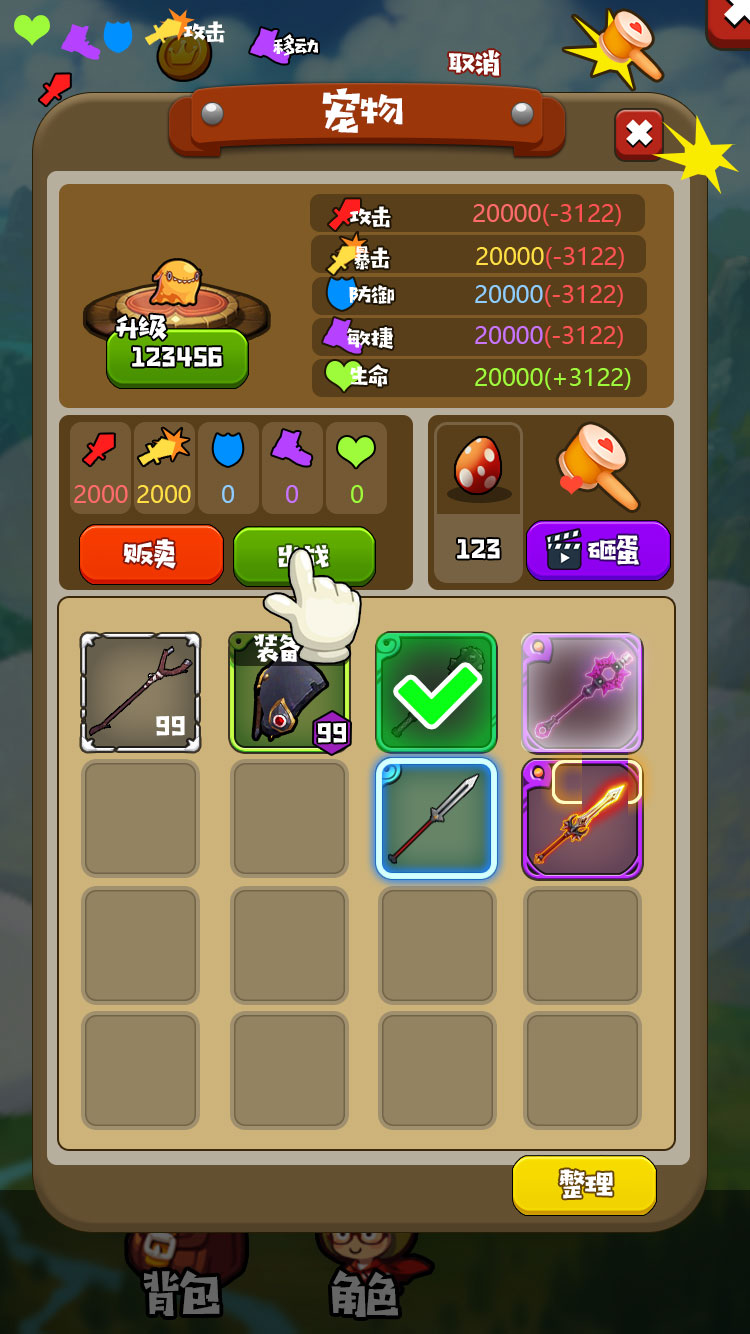 攻击
移动
取消
宠物
攻击 20000(-3122)
暴击 20000(-3122)
防御 20000(-3122)
敏捷 20000(-3122)
生命 20000(+3122)
升级
123456
2000 2000 0 0 0
贩卖 出战
123 砸蛋
装备
99 99
整理
背包 角色